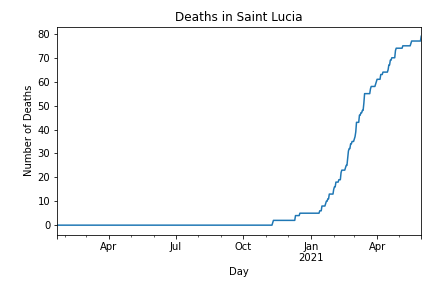 Deaths in Saint Lucia
Number of Deaths
80
70
60
50
40
30
20
10
0
Apr
Jul
Oct
Jan
2021
Apr
Day